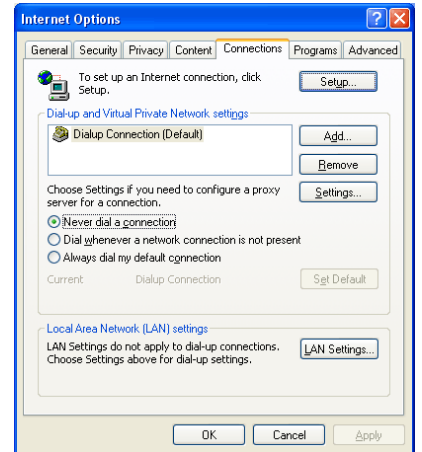 Internet Options
General Security Privacy Content Connections Programs Advanced
To set up an Internet connection, click
Setup.
Setup...
Dial-up and Virtual Private Network settings
Dialup Connection (Default)
Add...
Remove
Choose Settings if you need to configure a proxy
server for a connection.
Settings...
Never dial a connection
Dial whenever a network connection is not present
Always dial my default connection
Current Dialup Connection
Set Default
Local Area Network (LAN) settings
LAN Settings do not apply to dial-up connections.
Choose Settings above for dial-up settings.
LAN Settings...
OK Cancel Apply